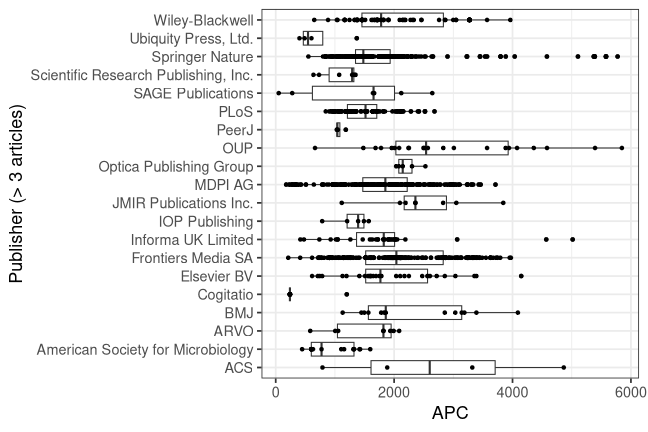 Publisher (> 3 articles)
Wiley-Blackwell
Ubiquity Press, Ltd.
Springer Nature
Scientific Research Publishing, Inc.
SAGE Publications
PLoS
PeerJ
OUP
Optica Publishing Group
MDPI AG
JMIR Publications Inc.
IOP Publishing
Informa UK Limited
Frontiers Media SA
Elsevier BV
Cogitatio
BMJ
ARVO
American Society for Microbiology
ACS
0 2000 4000 6000
APC